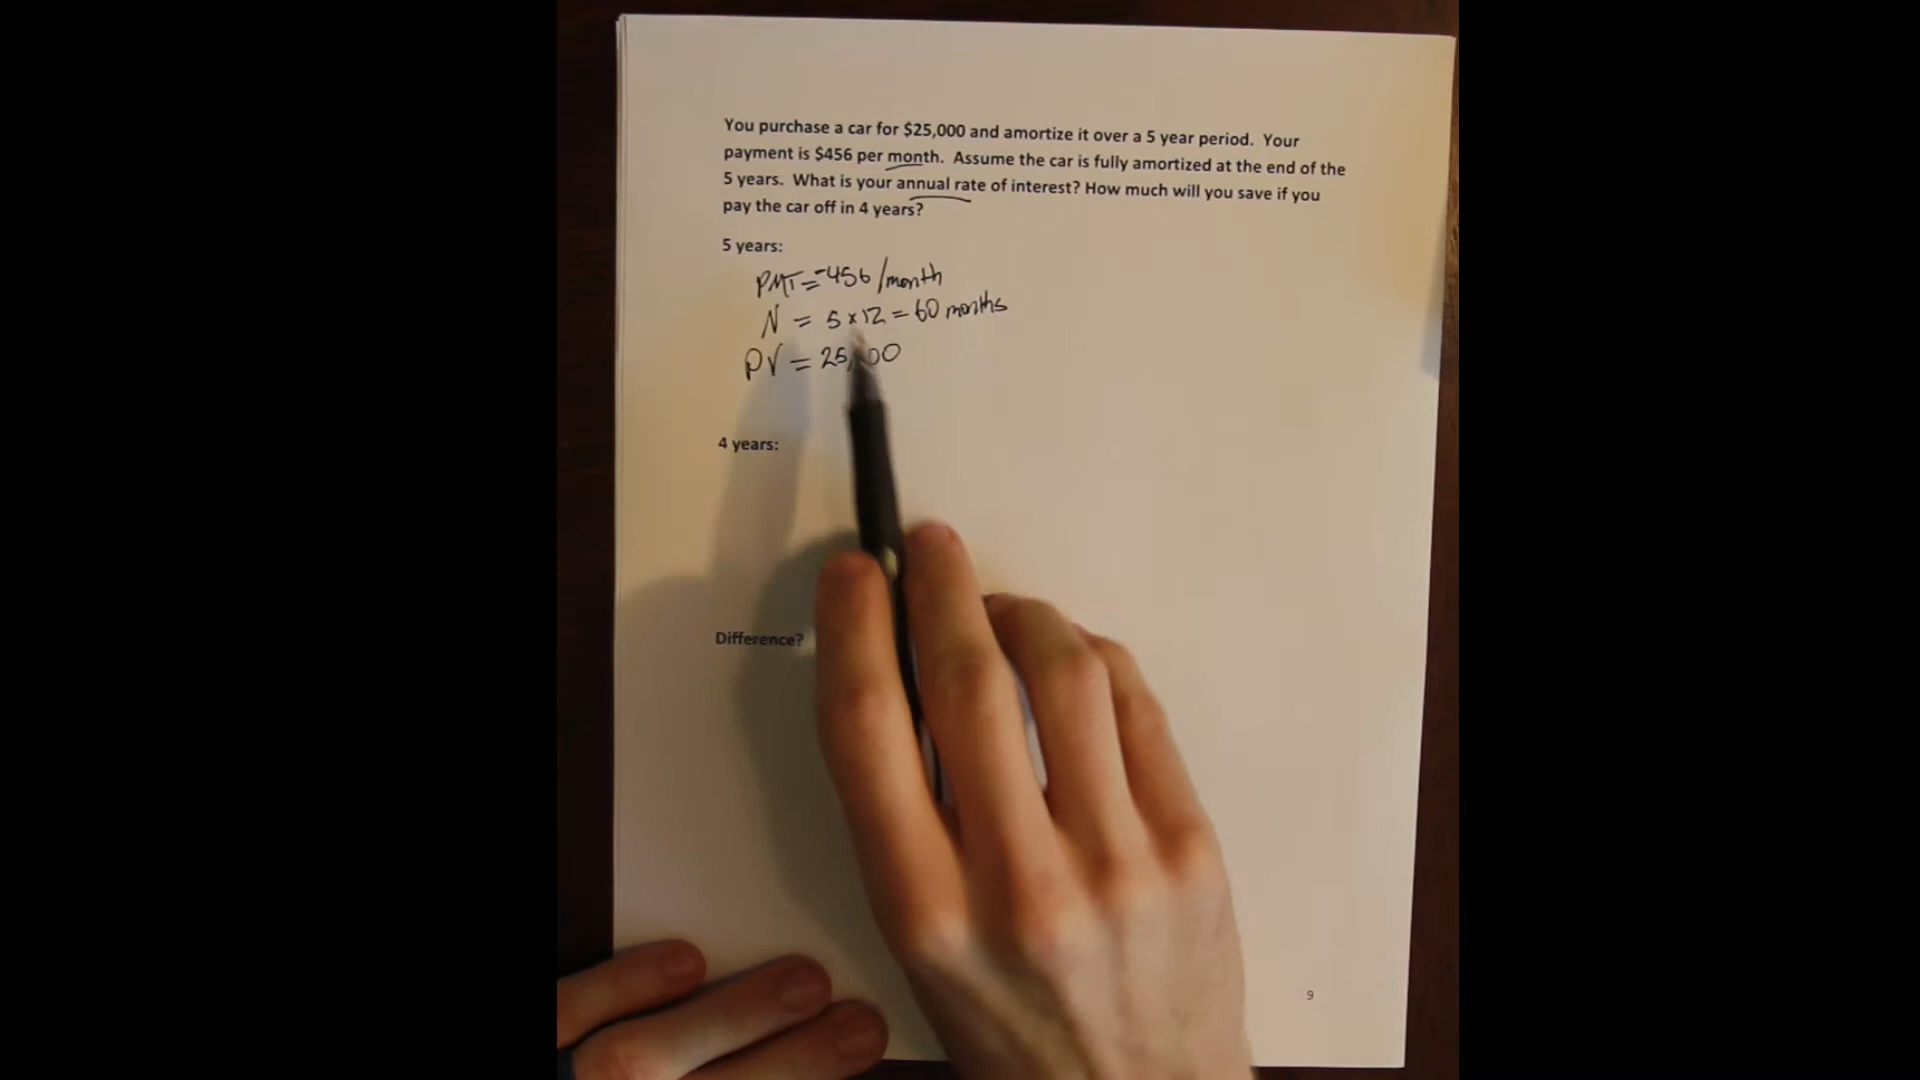 You purchase a car for $25,000 and amortize it over a 5 year period. Your
payment is $456 per month. Assume the car is fully amortized at the end of the
5 years. What is your annual rate of interest? How much will you save if you
pay the car off in 4 years?
5 years:
PMT = -456 /month
N = 5 x 12 = 60 months
PV = 25,000
4 years:
Difference?
9